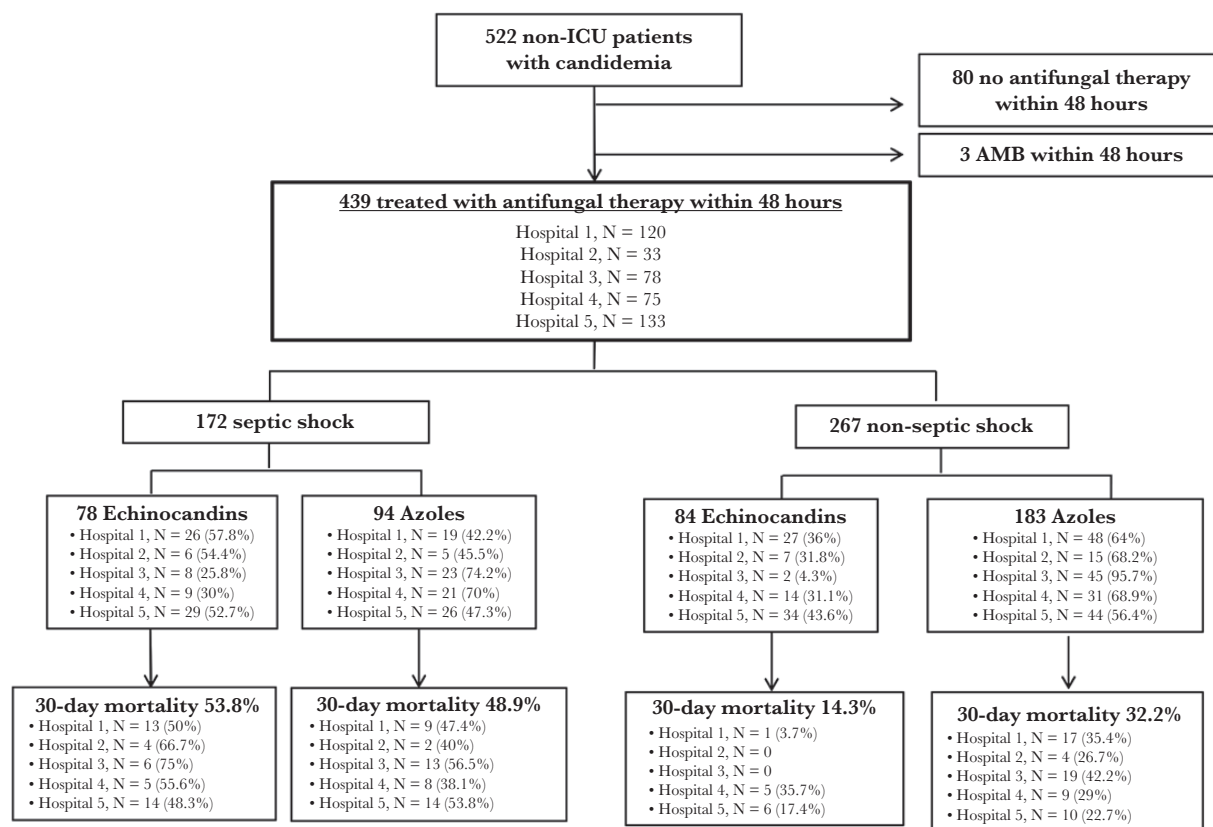 522 non-ICU patients
with candidemia
80 no antifungal therapy
within 48 hours
3 AMB within 48 hours
439 treated with antifungal therapy within 48 hours
Hospital 1, N = 120
Hospital 2, N = 33
Hospital 3, N = 78
Hospital 4, N = 75
Hospital 5, N = 133
172 septic shock
267 non-septic shock
78 Echinocandins
• Hospital 1, N = 26 (57.8%)
• Hospital 2, N = 6 (54.4%)
• Hospital 3, N = 8 (25.8%)
• Hospital 4, N = 9 (30%)
• Hospital 5, N = 29 (52.7%)
94 Azoles
• Hospital 1, N = 19 (42.2%)
• Hospital 2, N = 5 (45.5%)
• Hospital 3, N = 23 (74.2%)
• Hospital 4, N = 21 (70%)
• Hospital 5, N = 26 (47.3%)
84 Echinocandins
• Hospital 1, N = 27 (36%)
• Hospital 2, N = 7 (31.8%)
• Hospital 3, N = 2 (4.3%)
• Hospital 4, N = 14 (31.1%)
• Hospital 5, N = 34 (43.6%)
183 Azoles
• Hospital 1, N = 48 (64%)
• Hospital 2, N = 15 (68.2%)
• Hospital 3, N = 45 (95.7%)
• Hospital 4, N = 31 (68.9%)
• Hospital 5, N = 44 (56.4%)
30-day mortality 53.8%
• Hospital 1, N = 13 (50%)
• Hospital 2, N = 4 (66.7%)
• Hospital 3, N = 6 (75%)
• Hospital 4, N = 5 (55.6%)
• Hospital 5, N = 14 (48.3%)
30-day mortality 48.9%
• Hospital 1, N = 9 (47.4%)
• Hospital 2, N = 2 (40%)
• Hospital 3, N = 13 (56.5%)
• Hospital 4, N = 8 (38.1%)
• Hospital 5, N = 14 (53.8%)
30-day mortality 14.3%
• Hospital 1, N = 1 (3.7%)
• Hospital 2, N = 0
• Hospital 3, N = 0
• Hospital 4, N = 5 (35.7%)
• Hospital 5, N = 6 (17.4%)
30-day mortality 32.2%
• Hospital 1, N = 17 (35.4%)
• Hospital 2, N = 4 (26.7%)
• Hospital 3, N = 19 (42.2%)
• Hospital 4, N = 9 (29%)
• Hospital 5, N = 10 (22.7%)